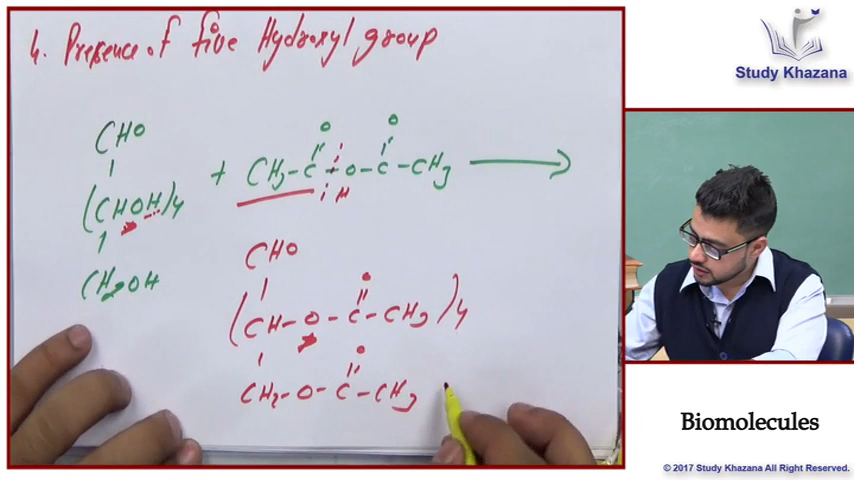 4. Presence of five Hydroxyl group
Study Khazana
CHO
(CHOH)4
CH2OH
+ CH3-C-O-C-CH3
O O
H
CHO
O
(CH-O-C-CH3)4
O
CH2-O-C-CH3
Biomolecules
© 2017 Study Khazana All Right Reserved.